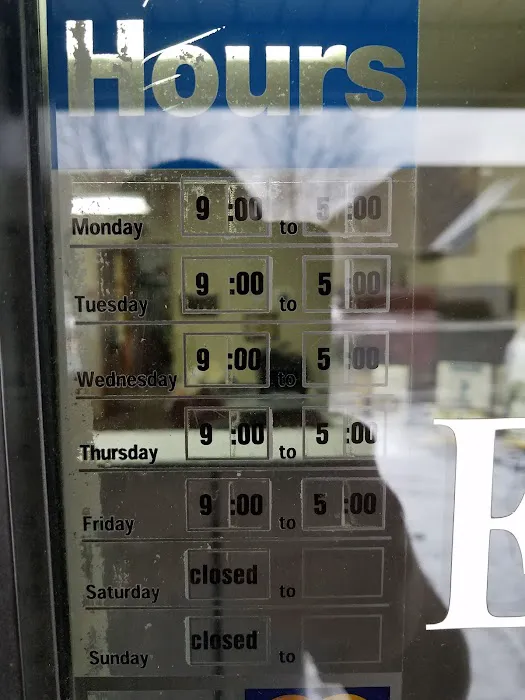 Hours
Monday 9 :00 to 5 :00
Tuesday 9 :00 to 5 :00
Wednesday 9 :00 to 5 :00
Thursday 9 :00 to 5 :00
Friday 9 :00 to 5 :00
Saturday closed to
Sunday closed to
E